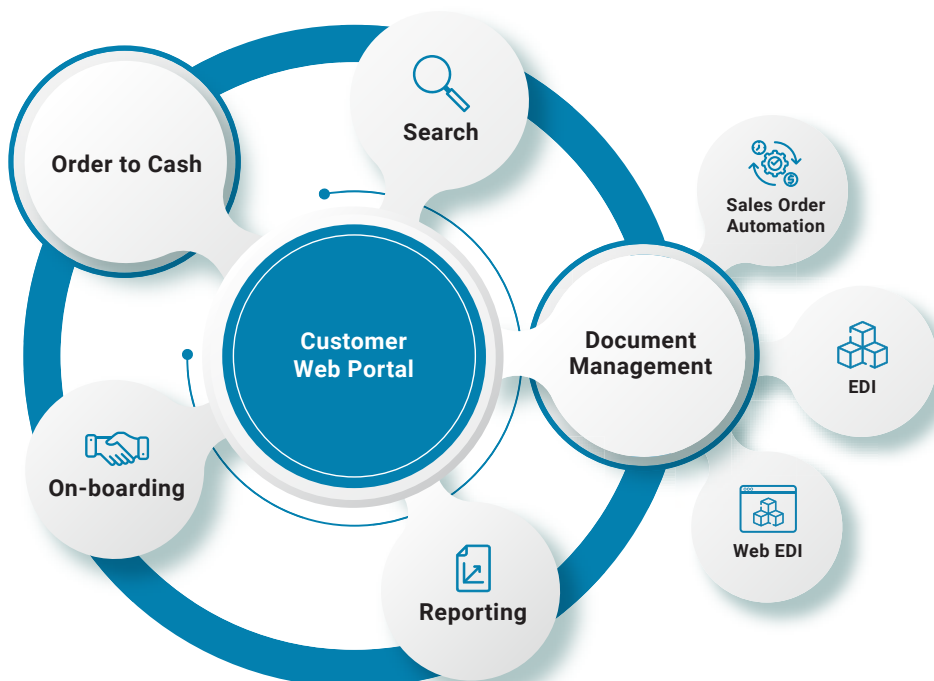 Search
Order to Cash
Sales Order
Automation
Customer
Web Portal
Document
Management
EDI
On-boarding
Web EDI
Reporting